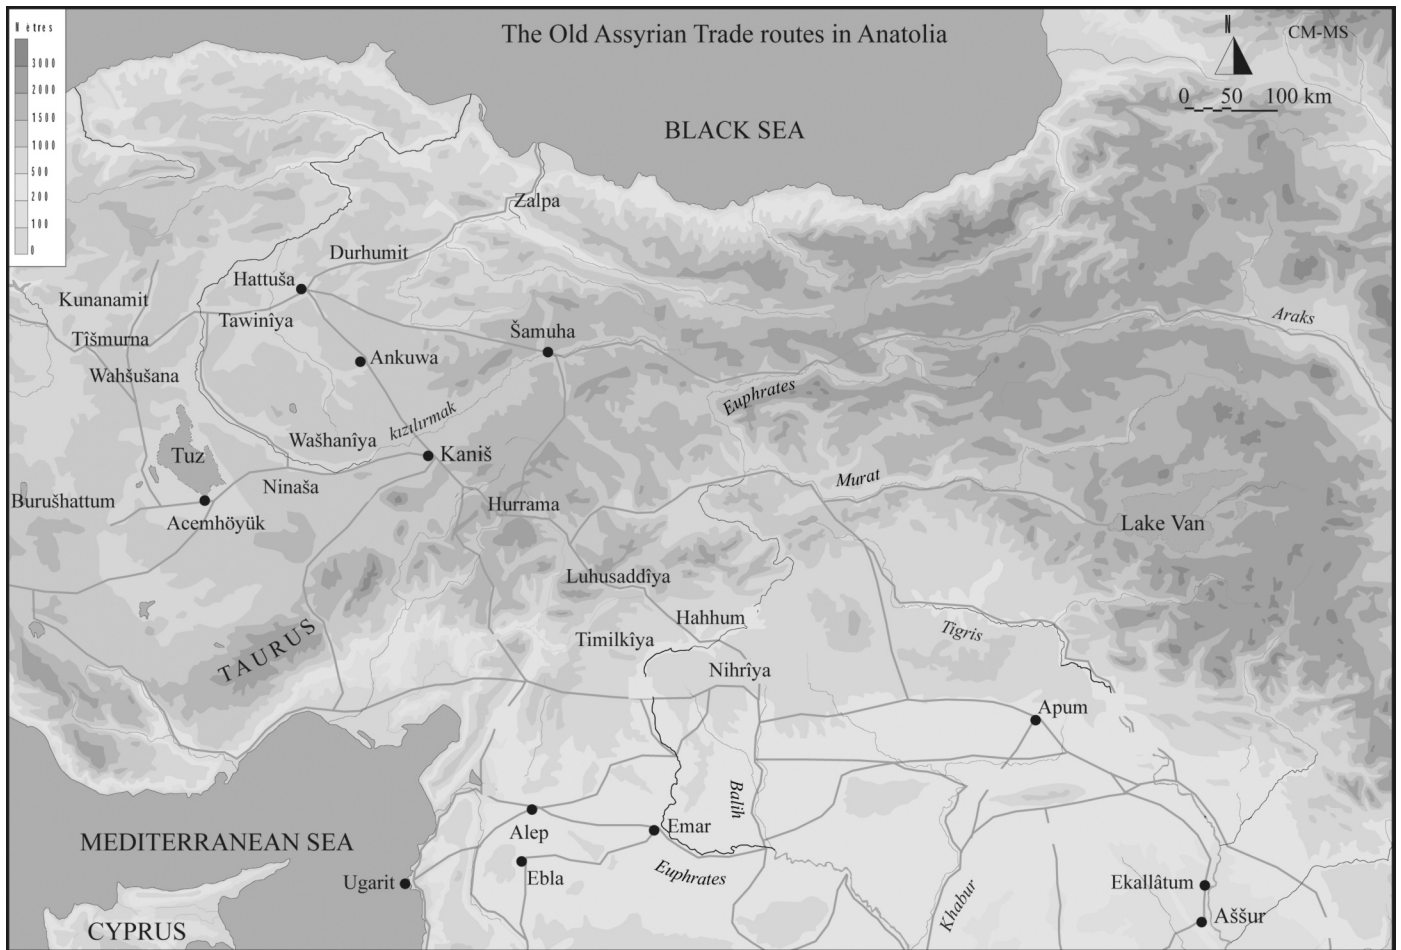 Mètres
The Old Assyrian Trade routes in Anatolia
N
CM-MS
3000
2000
1500
1000
500
200
100
0
0 50 100 km
BLACK SEA
Zalpa
Durhumit
Hattuša
Kunanamit
Tawinîya
Tîšmurna
Šamuha
Araks
Ankuwa
Wahšušana
Euphrates
kızılırmak
Wašhanîya
Tuz
Kaniš
Ninaša
Murat
Burušhattum
Hurrama
Acemhöyük
Lake Van
Luhusaddîya
Hahhum
TAURUS
Timilkîya
Tigris
Nihrîya
Apum
Balih
Alep
Emar
MEDITERRANEAN SEA
Ebla
Euphrates
Ugarit
Khabur
Ekallâtum
Aššur
CYPRUS